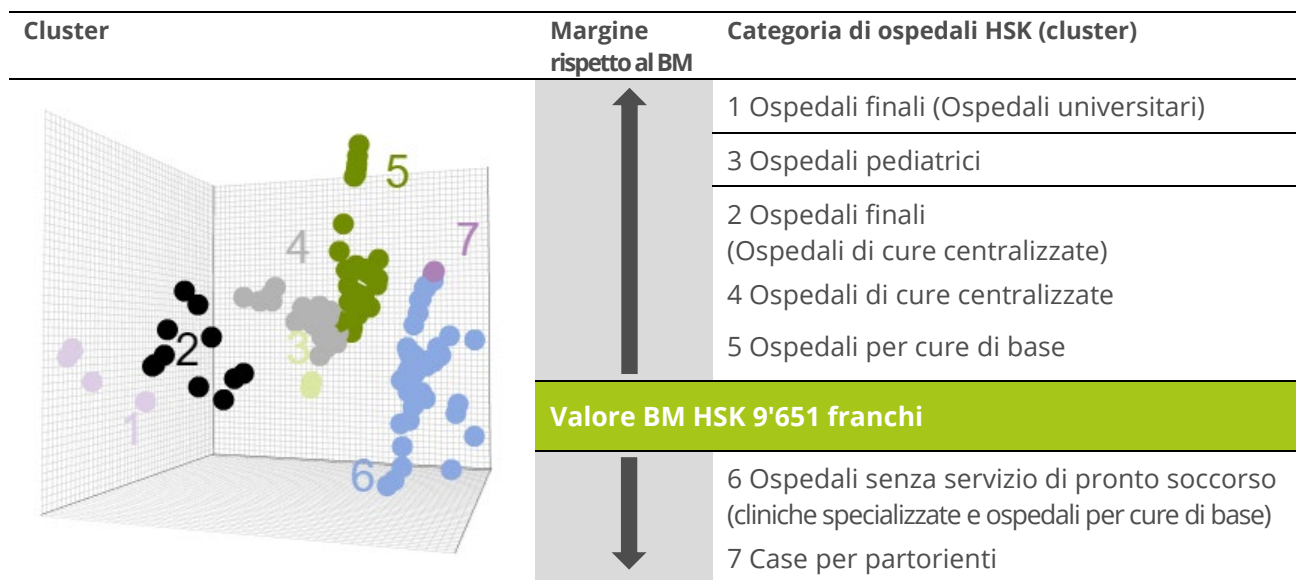 Cluster
Margine
rispetto al BM
Categoria di ospedali HSK (cluster)
1 Ospedali finali (Ospedali universitari)
3 Ospedali pediatrici
2 Ospedali finali
(Ospedali di cure centralizzate)
4 Ospedali di cure centralizzate
5 Ospedali per cure di base
Valore BM HSK 9'651 franchi
6 Ospedali senza servizio di pronto soccorso
(cliniche specializzate e ospedali per cure di base)
7 Case per partorienti
5
4
7
2
3
1
6